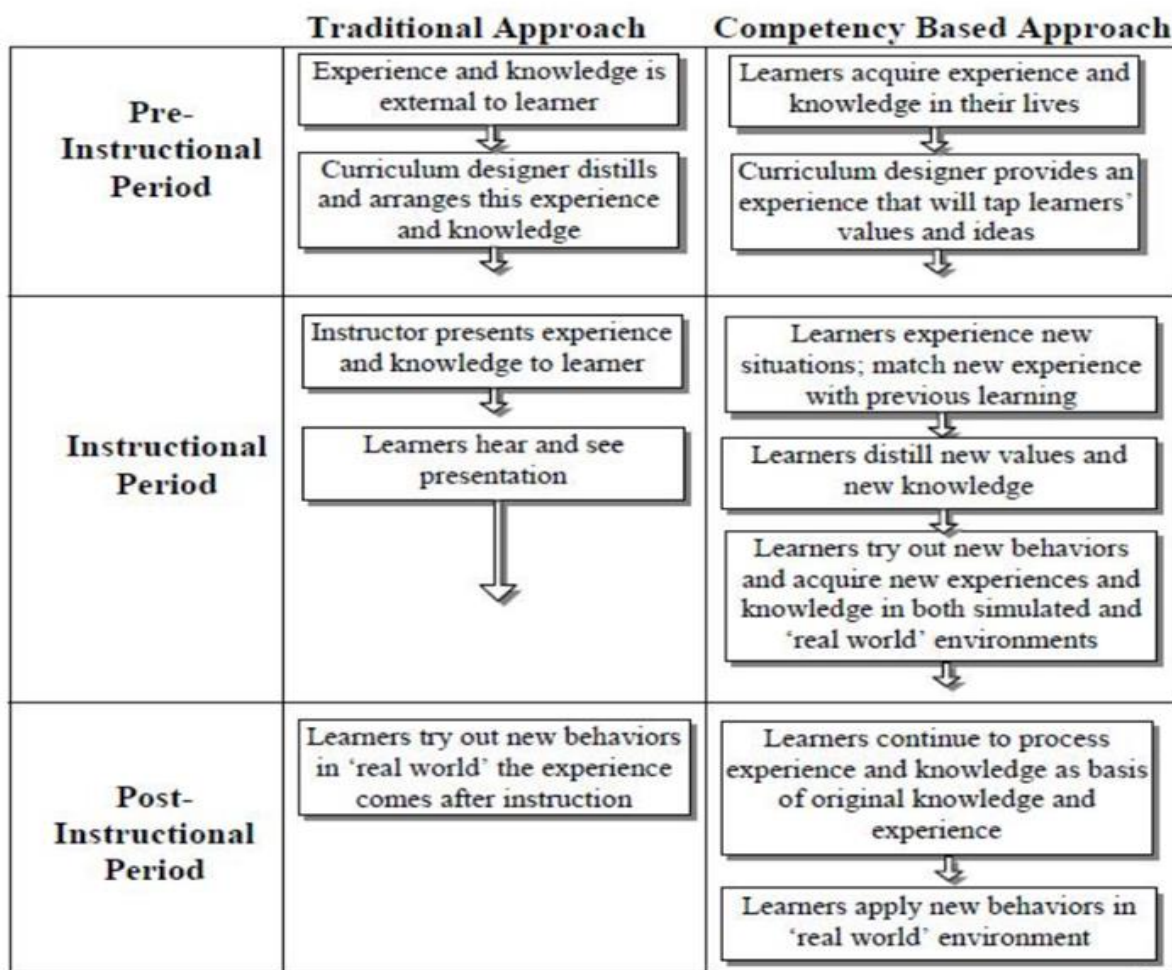 Traditional Approach
Competency Based Approach
Pre-
Instructional
Period
Experience and knowledge is
external to learner
Curriculum designer distills
and arranges this experience
and knowledge
Learners acquire experience and
knowledge in their lives
Curriculum designer provides an
experience that will tap learners’
values and ideas
Instructional
Period
Instructor presents experience
and knowledge to learner
Learners hear and see
presentation
Learners experience new
situations; match new experience
with previous learning
Learners distill new values and
new knowledge
Learners try out new behaviors
and acquire new experiences and
knowledge in both simulated and
‘real world’ environments
Post-
Instructional
Period
Learners try out new behaviors
in ‘real world’ the experience
comes after instruction
Learners continue to process
experience and knowledge as basis
of original knowledge and
experience
Learners apply new behaviors in
‘real world’ environment